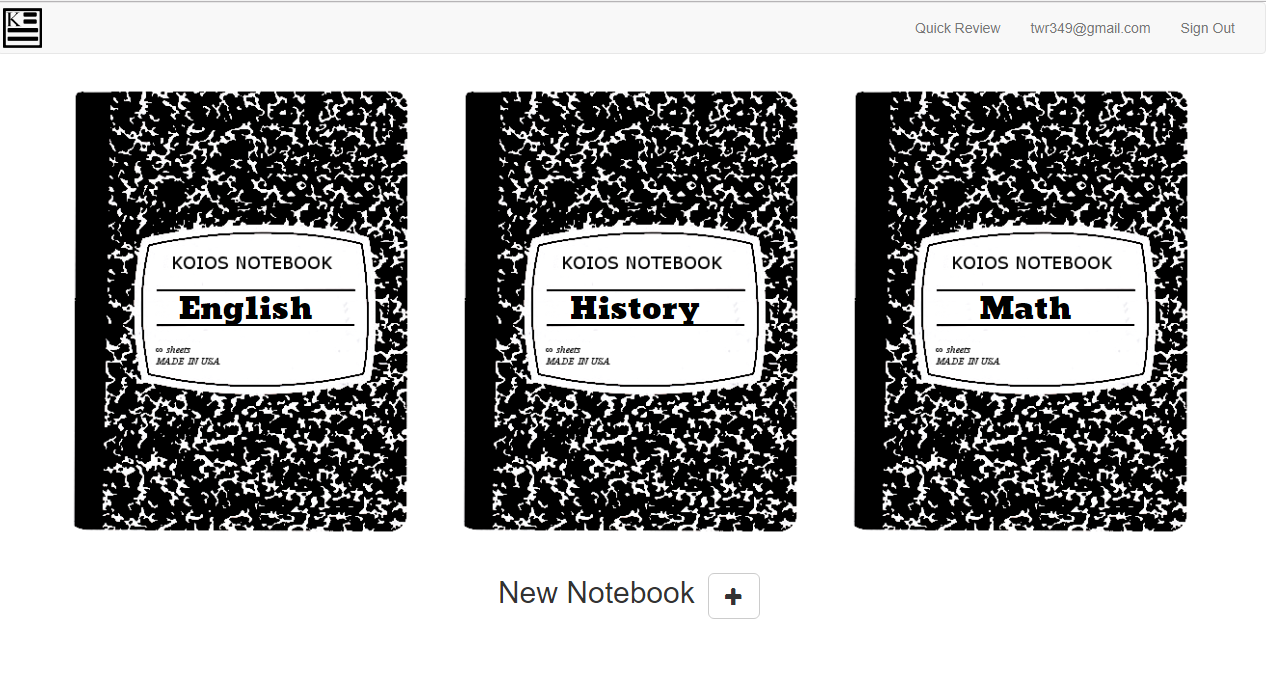 K
Quick Review twr349@gmail.com Sign Out
KOIOS NOTEBOOK
English
∞ sheets
MADE IN USA
KOIOS NOTEBOOK
History
∞ sheets
MADE IN USA
KOIOS NOTEBOOK
Math
∞ sheets
MADE IN USA
New Notebook +